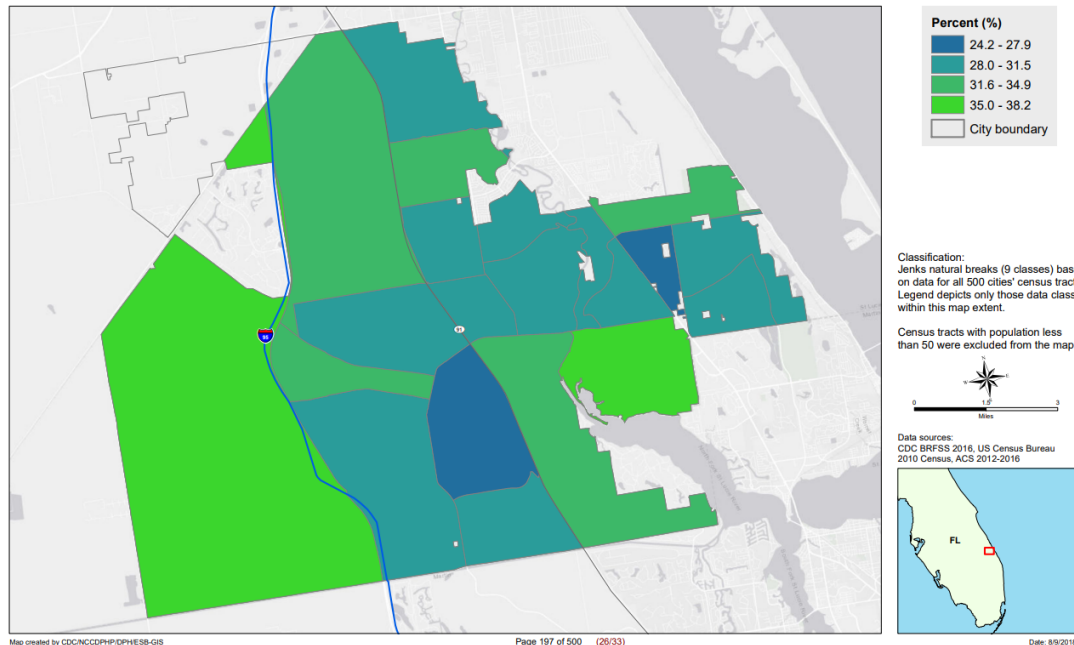 Percent (%)
24.2 - 27.9
28.0 - 31.5
31.6 - 34.9
35.0 - 38.2
City boundary
91
95
Classification:
Jenks natural breaks (9 classes) bas
on data for all 500 cities' census tract
Legend depicts only those data class
within this map extent.
Census tracts with population less
than 50 were excluded from the map
N
W
E
S
0
1.5
3
Miles
Data sources:
CDC BRFSS 2016, US Census Bureau
2010 Census, ACS 2012-2016
FL
Map created by CDC/NCCDPHP/DPH/ESB-GIS
Page 197 of 500 (26/33)
Date: 8/9/2018